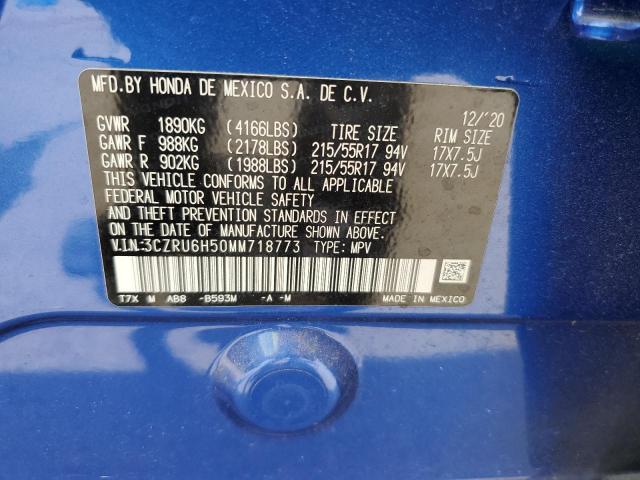 MFD.BY HONDA DE MEXICO S.A. DE C.V.
12/'20
GVWR 1890KG (4166LBS) TIRE SIZE RIM SIZE
GAWR F 988KG (2178LBS) 215/55R17 94V 17X7.5J
GAWR R 902KG (1988LBS) 215/55R17 94V 17X7.5J
THIS VEHICLE CONFORMS TO ALL APPLICABLE
FEDERAL MOTOR VEHICLE SAFETY
AND THEFT PREVENTION STANDARDS IN EFFECT
ON THE DATE OF MANUFACTURE SHOWN ABOVE.
V.I.N:3CZRU6H50MM718773 TYPE: MPV
T7X M AB8 -B593M -A -M MADE IN MEXICO